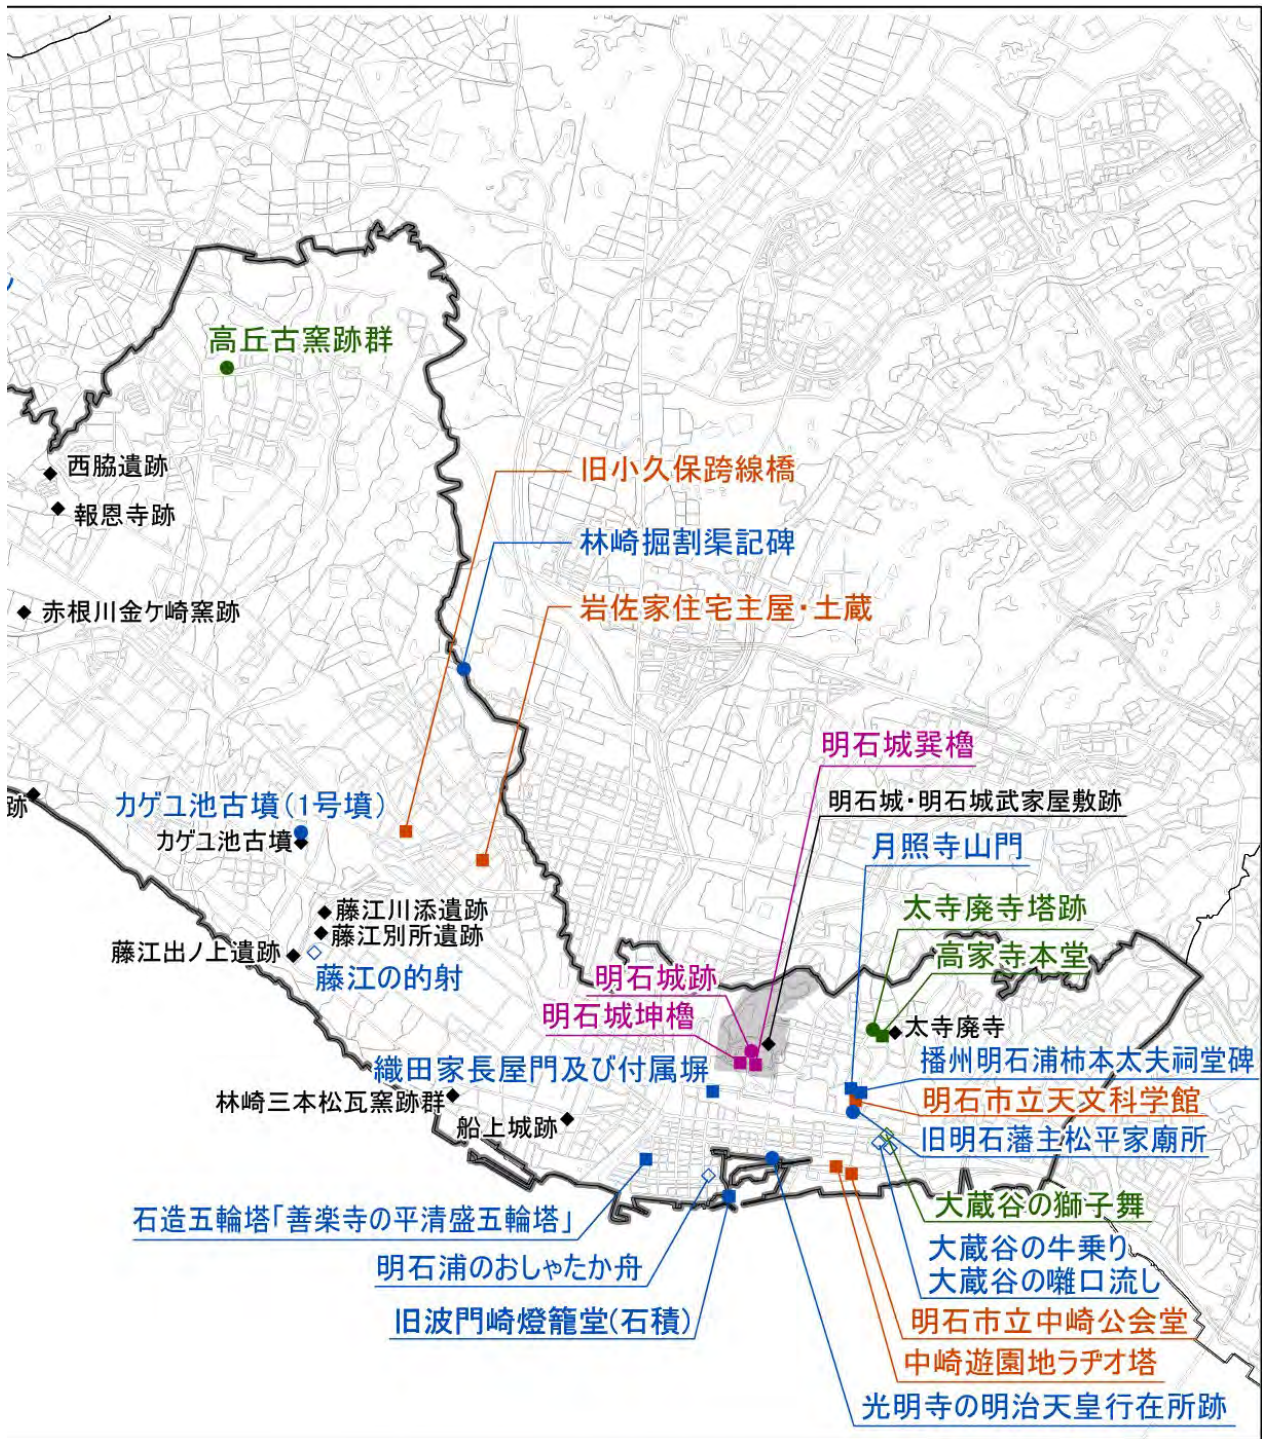 高丘古窯跡群
西脇遺跡
旧小久保跨線橋
報恩寺跡
林崎掘割渠記碑
赤根川金ケ崎窯跡
岩佐家住宅主屋・土蔵
明石城巽櫓
跡
カゲユ池古墳(1号墳)
明石城・明石城武家屋敷跡
カゲユ池古墳
月照寺山門
藤江川添遺跡
太寺廃寺塔跡
藤江別所遺跡
藤江出ノ上遺跡
高家寺本堂
藤江の的射
明石城跡
明石城坤櫓
太寺廃寺
織田家長屋門及び付属塀
播州明石浦柿本太夫祠堂碑
林崎三本松瓦窯跡群
明石市立天文科学館
船上城跡
旧明石藩主松平家廟所
大蔵谷の獅子舞
石造五輪塔「善楽寺の平清盛五輪塔」
大蔵谷の牛乗り
明石浦のおしゃたか舟
大蔵谷の囃口流し
旧波門崎燈籠堂(石積)
明石市立中崎公会堂
中崎遊園地ラヂオ塔
光明寺の明治天皇行在所跡